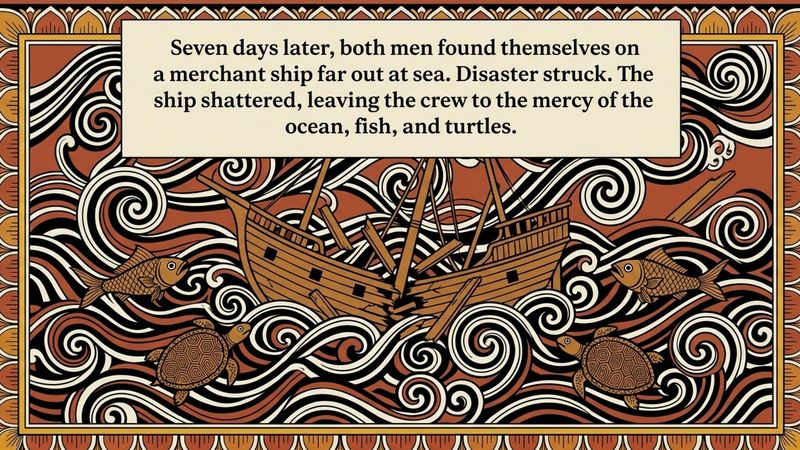 Seven days later, both men found themselves on
a merchant ship far out at sea. Disaster struck. The
ship shattered, leaving the crew to the mercy of the
ocean, fish, and turtles.